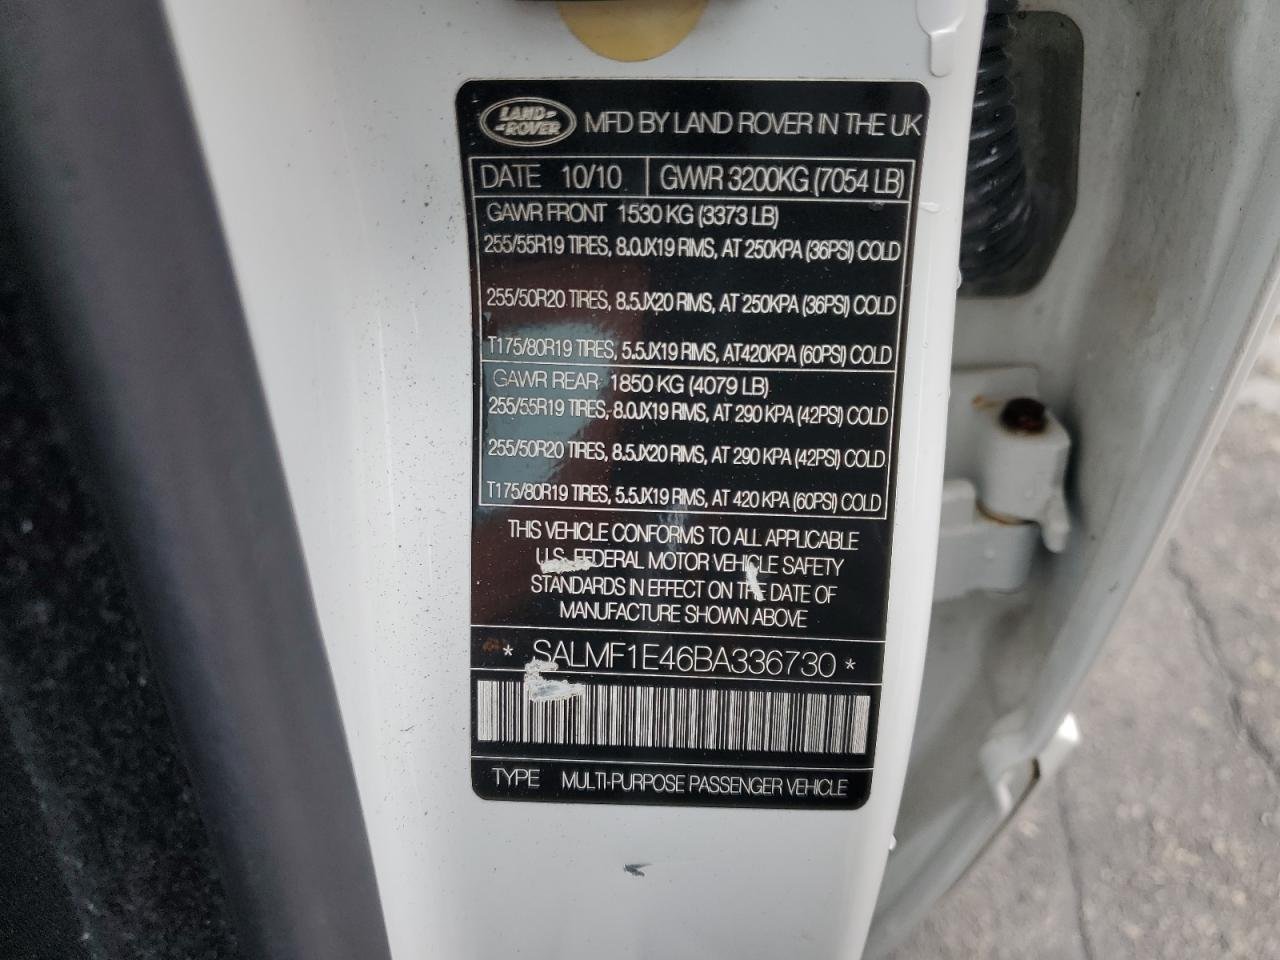 LAND-
-ROVER
MFD BY LAND ROVER IN THE UK
DATE 10/10 GVWR 3200KG (7054 LB)
GAWR FRONT 1530 KG (3373 LB)
255/55R19 TIRES, 8.0JX19 RIMS, AT 250KPA (36PSI) COLD
255/50R20 TIRES, 8.5JX20 RIMS, AT 250KPA (36PSI) COLD
T175/80R19 TIRES, 5.5JX19 RIMS, AT420KPA (60PSI) COLD
GAWR REAR 1850 KG (4079 LB)
255/55R19 TIRES, 8.0JX19 RIMS, AT 290 KPA (42PSI) COLD
255/50R20 TIRES, 8.5JX20 RIMS, AT 290 KPA (42PSI) COLD
T175/80R19 TIRES, 5.5JX19 RIMS, AT 420 KPA (60PSI) COLD
THIS VEHICLE CONFORMS TO ALL APPLICABLE
U.S. FEDERAL MOTOR VEHICLE SAFETY
STANDARDS IN EFFECT ON THE DATE OF
MANUFACTURE SHOWN ABOVE
* SALMF1E46BA336730 *
TYPE MULTI-PURPOSE PASSENGER VEHICLE